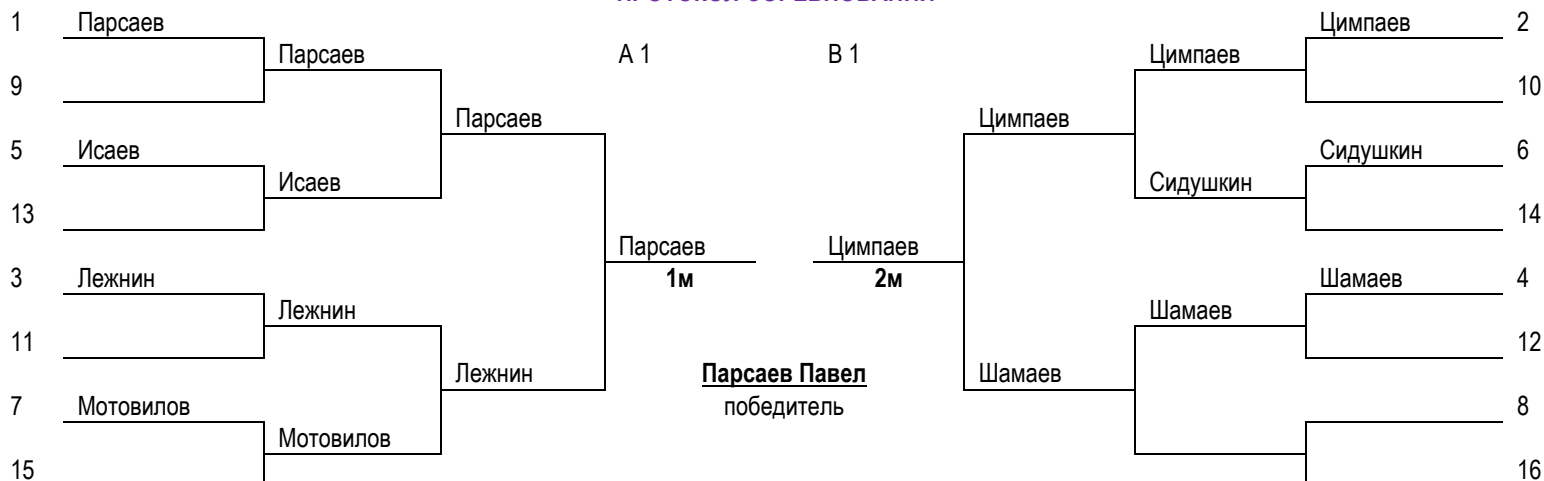 1 Парсаев Цимпаев 2
Парсаев А 1 В 1 Цимпаев
9 10
Парсаев Цимпаев
5 Исаев Сидушкин 6
Исаев Сидушкин
13 14
Парсаев Цимпаев
3 Лежнин 1м 2м Шамаев 4
Лежнин Шамаев
11 12
Лежнин Парсаев Павел Шамаев
7 Мотовилов победитель 8
Мотовилов
15 16